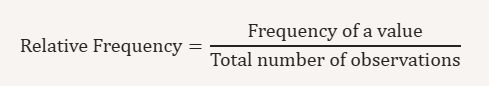 Relative Frequency = Frequency of a value / Total number of observations